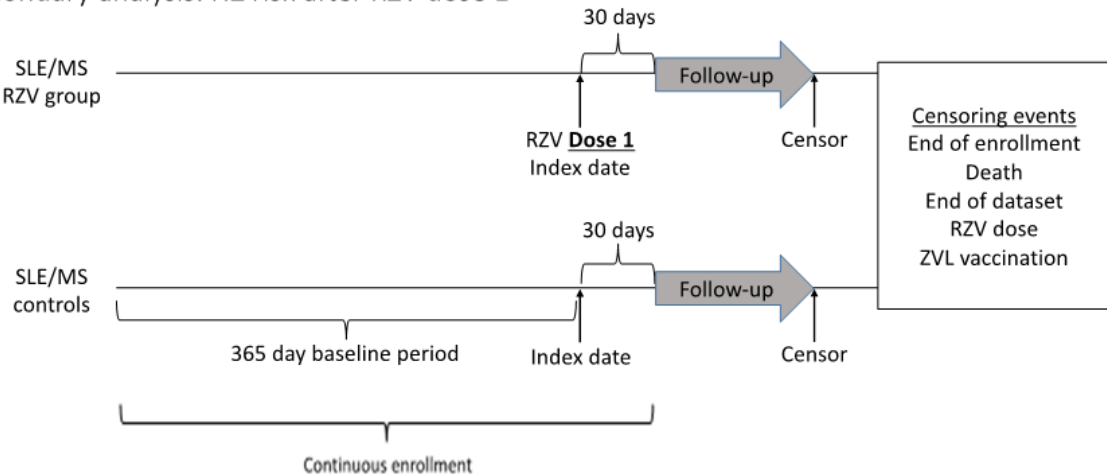 analysis: HZ risk after RZV dose
30 days
SLE/MS
RZV group
Follow-up
RZV Dose 1
Index date
Censor
Censoring events
End of enrollment
Death
End of dataset
RZV dose
ZVL vaccination
30 days
SLE/MS
controls
Follow-up
365 day baseline period
Index date
Censor
Continuous enrollment